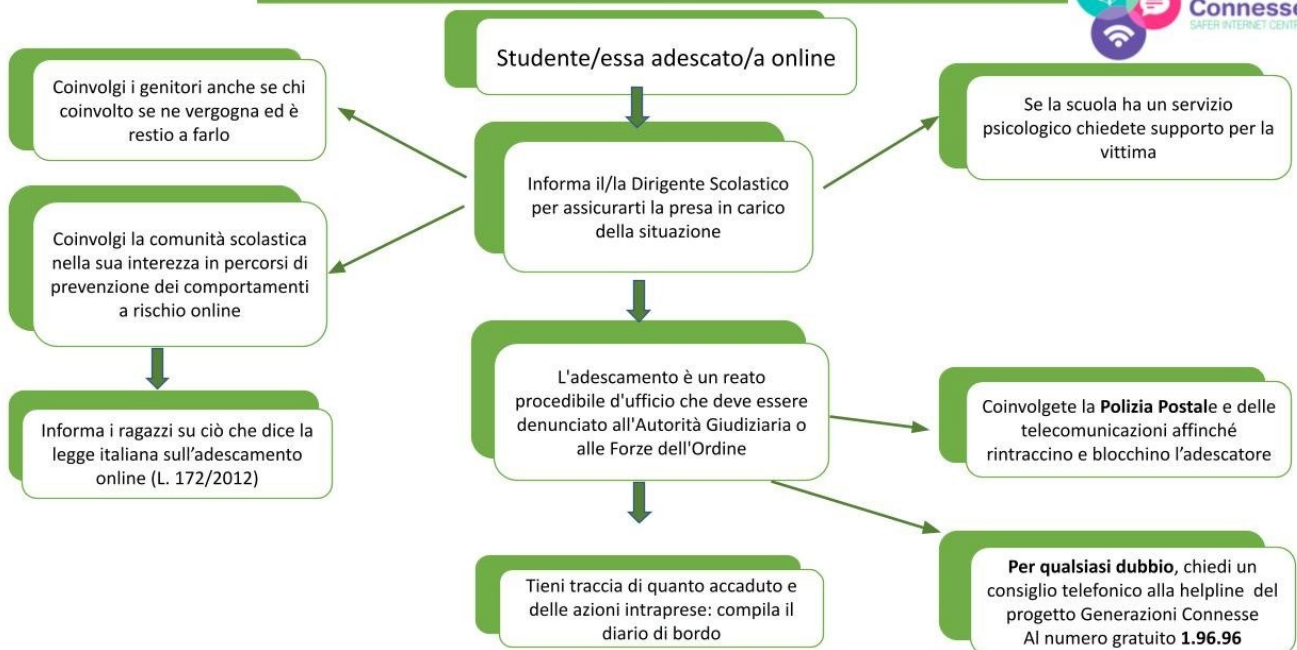 Connesse
SAFER INTERNET CENTR
Studente/essa adescato/a online
Coinvolgi i genitori anche se chi
coinvolto se ne vergogna ed è
restio a farlo
Se la scuola ha un servizio
psicologico chiedete supporto per la
vittima
Informa il/la Dirigente Scolastico
per assicurarti la presa in carico
della situazione
Coinvolgi la comunità scolastica
nella sua interezza in percorsi di
prevenzione dei comportamenti
a rischio online
L'adescamento è un reato
procedibile d'ufficio che deve essere
denunciato all'Autorità Giudiziaria o
alle Forze dell'Ordine
Coinvolgete la Polizia Postale e delle
telecomunicazioni affinché
rintraccino e blocchino l’adescatore
Informa i ragazzi su ciò che dice la
legge italiana sull’adescamento
online (L. 172/2012)
Tieni traccia di quanto accaduto e
delle azioni intraprese: compila il
diario di bordo
Per qualsiasi dubbio, chiedi un
consiglio telefonico alla helpline del
progetto Generazioni Connesse
Al numero gratuito 1.96.96